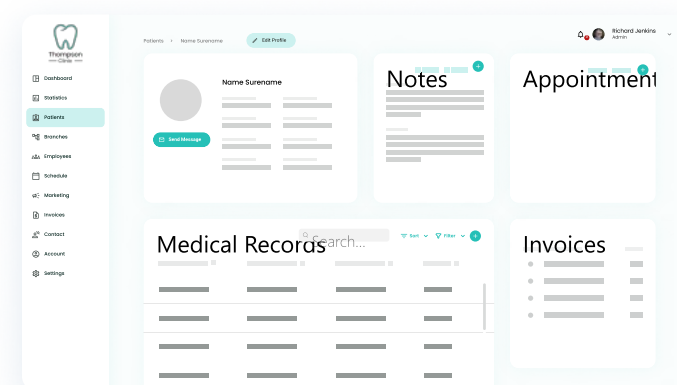 Thompson
Clinic
Dashboard
Statistics
Patients
Branches
Employees
Schedule
Marketing
Invoices
Contact
Account
Settings
Patients > Name Surename
Edit Profile
Richard Jenkins
Admin
Name Surename
Send Message
Notes
Appointment
Medical Records
Search...
Sort
Filter
Invoices